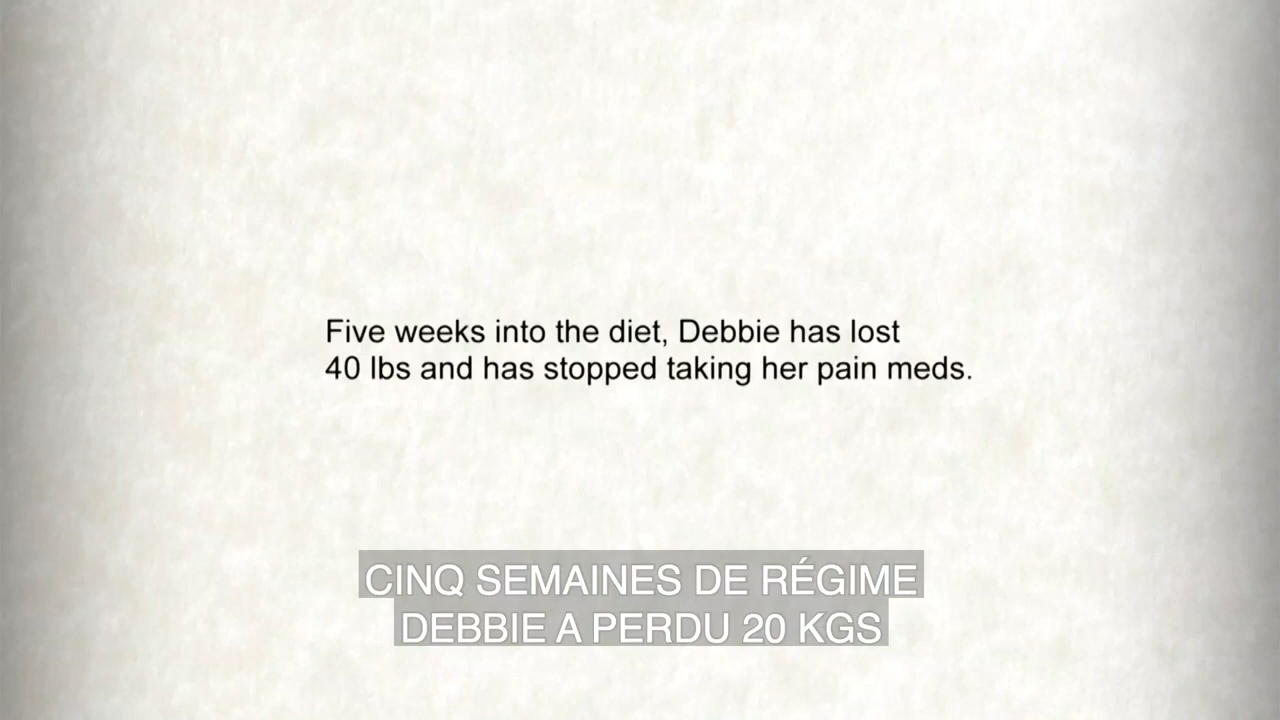 Five weeks into the diet, Debbie has lost
40 lbs and has stopped taking her pain meds.
CINQ SEMAINES DE RÉGIME
DEBBIE A PERDU 20 KGS